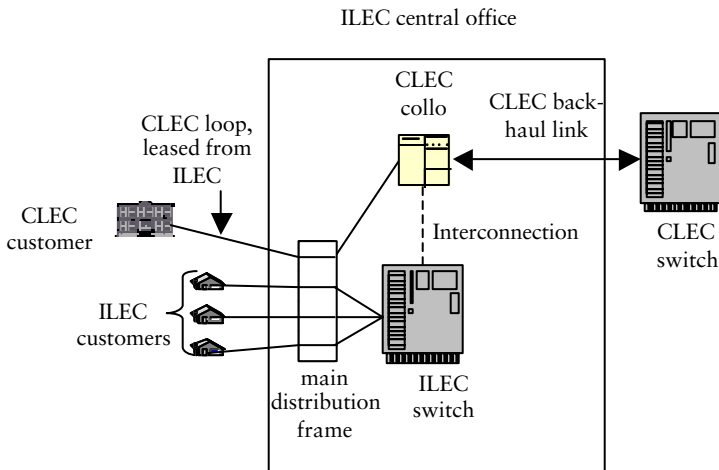 ILEC central office
CLEC
collo
CLEC back-
haul link
CLEC loop,
leased from
ILEC
CLEC
customer
Interconnection
CLEC
switch
ILEC
customers
main
distribution
frame
ILEC
switch